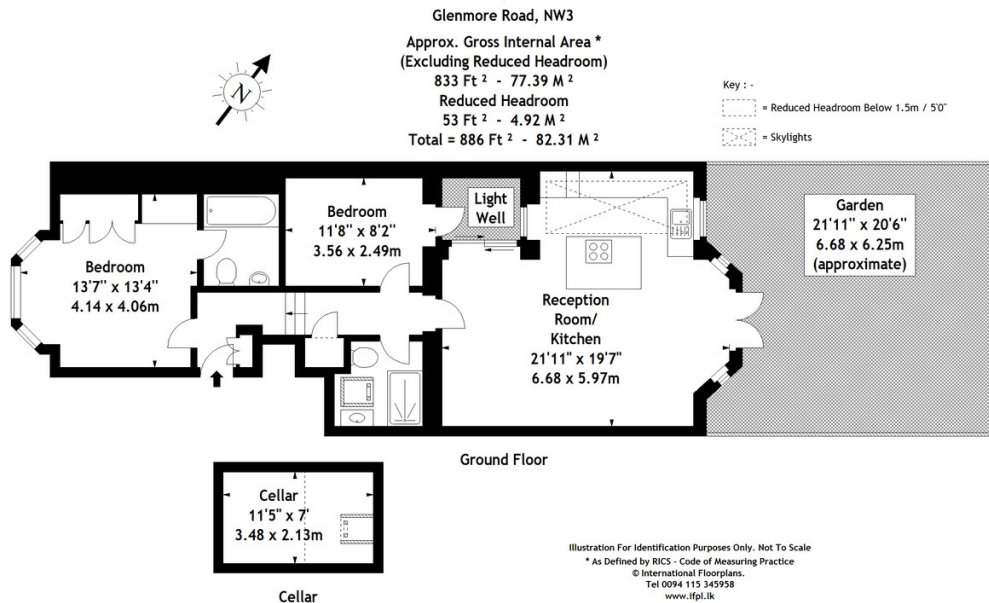 Glenmore Road, NW3
Approx. Gross Internal Area *
(Excluding Reduced Headroom)
833 Ft ² - 77.39 M ²
Reduced Headroom
53 Ft ² - 4.92 M ²
Total = 886 Ft ² - 82.31 M ²
N
Key : -
= Reduced Headroom Below 1.5m / 5'0"
= Skylights
Bedroom
13'7" x 13'4"
4.14 x 4.06m
Bedroom
11'8" x 8'2"
3.56 x 2.49m
Light
Well
Reception
Room/
Kitchen
21'11" x 19'7"
6.68 x 5.97m
Garden
21'11" x 20'6"
6.68 x 6.25m
(approximate)
Ground Floor
Cellar
11'5" x 7'
3.48 x 2.13m
Cellar
Illustration For Identification Purposes Only. Not To Scale
* As Defined by RICS - Code of Measuring Practice
© International Floorplans.
Tel 0094 115 345958
www.ifpl.lk